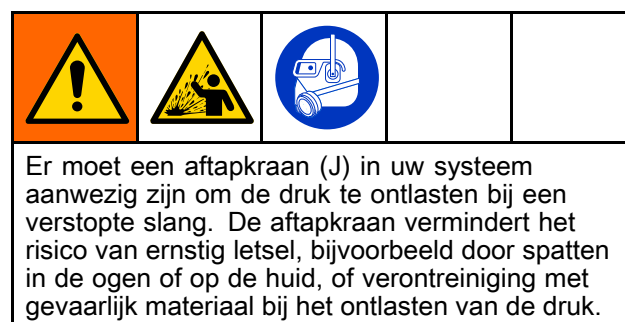 Er moet een aftapkraan (J) in uw systeem
aanwezig zijn om de druk te ontlasten bij een
verstopte slang. De aftapkraan vermindert het
risico van ernstig letsel, bijvoorbeeld door spatten
in de ogen of op de huid, of verontreiniging met
gevaarlijk materiaal bij het ontlasten van de druk.